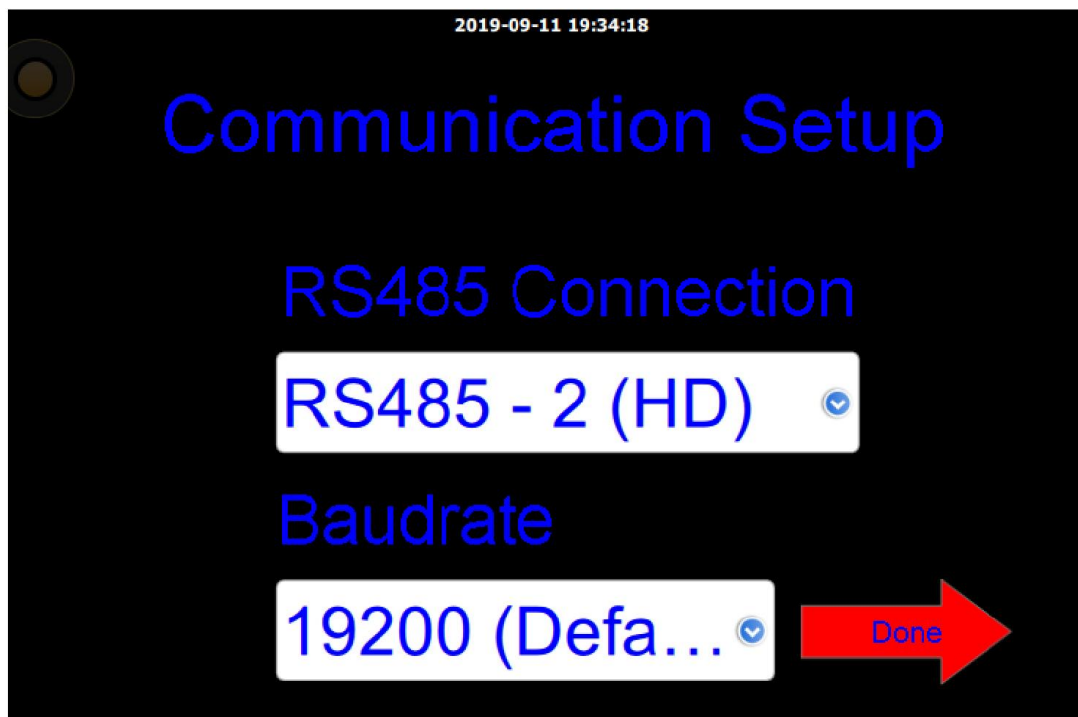 2019-09-11 19:34:18
Communication Setup
RS485 Connection
RS485 - 2 (HD)
Baudrate
19200 (Defa...
Done